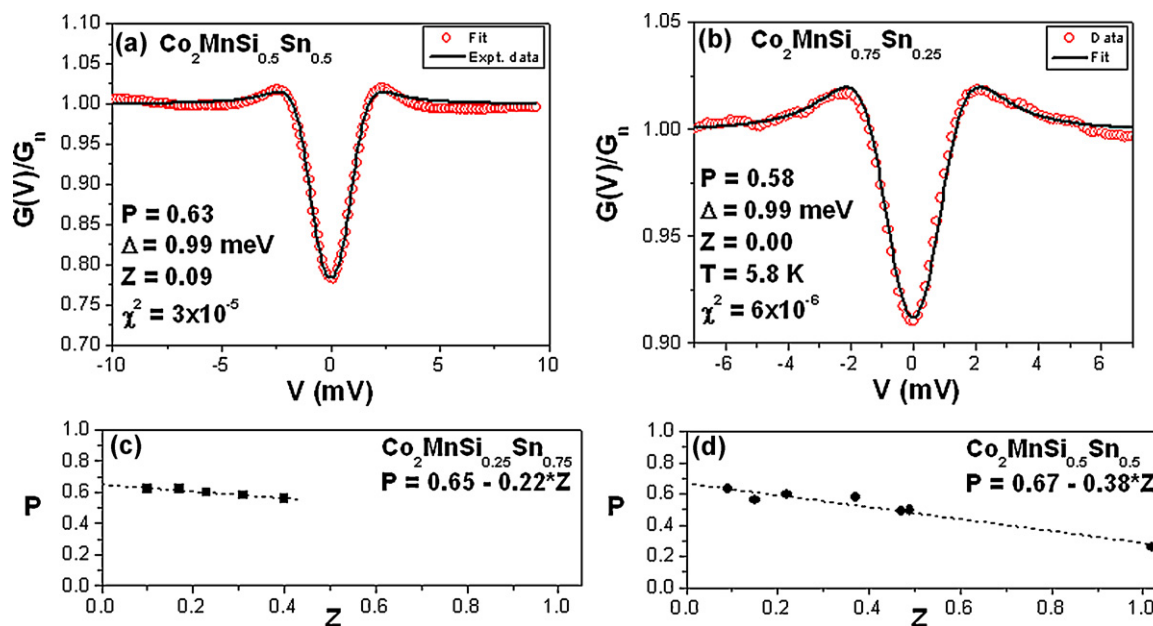 (a) Co2MnSi0.5Sn0.5
Fit
Expt. data
P = 0.63
Δ = 0.99 meV
Z = 0.09
χ² = 3x10⁻⁵
G(V)/Gn
1.10
1.05
1.00
0.95
0.90
0.85
0.80
0.75
0.70
-10 -5 0 5 10
V (mV)
(b) Co2MnSi0.75Sn0.25
Data
Fit
P = 0.58
Δ = 0.99 meV
Z = 0.00
T = 5.8 K
χ² = 6x10⁻⁶
G(V)/Gn
1.05
1.00
0.95
0.90
-6 -4 -2 0 2 4 6
V (mV)
(c) Co2MnSi0.25Sn0.75
P = 0.65 - 0.22*Z
P
1.0
0.8
0.6
0.4
0.2
0.0
0.0 0.2 0.4 0.6 0.8 1.0
Z
(d) Co2MnSi0.5Sn0.5
P = 0.67 - 0.38*Z
P
1.0
0.8
0.6
0.4
0.2
0.0
0.0 0.2 0.4 0.6 0.8 1.0
Z